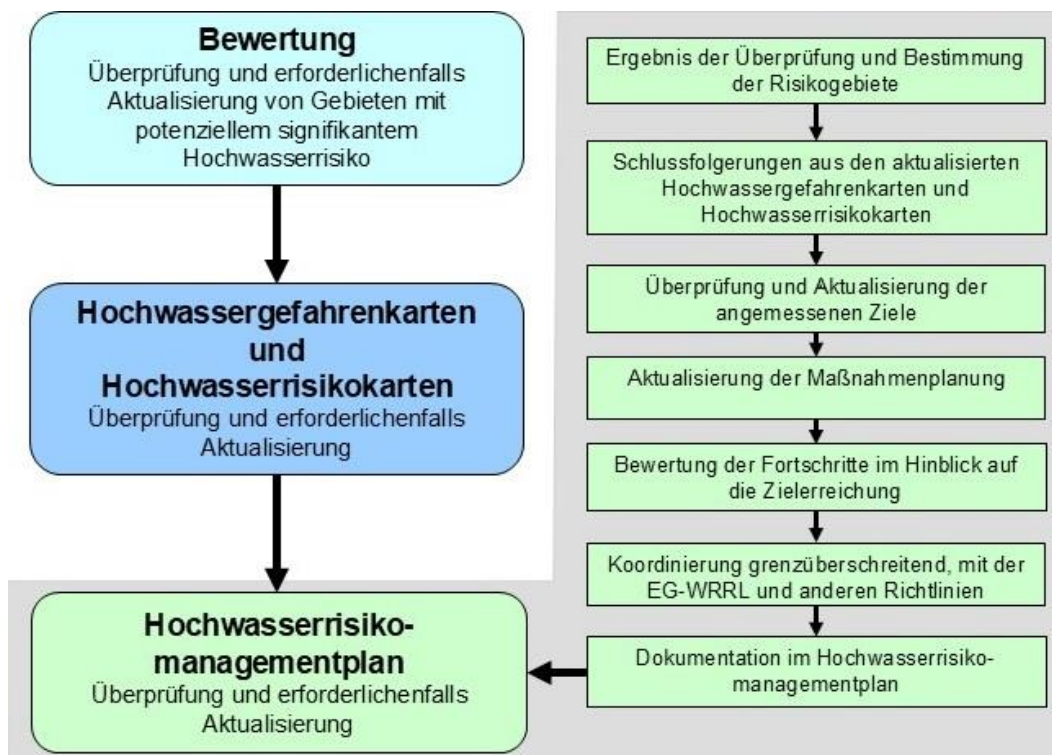 Bewertung
Überprüfung und erforderlichenfalls
Aktualisierung von Gebieten mit
potenziellem signifikantem
Hochwasserrisiko
Hochwassergefahrenkarten
und
Hochwasserrisikokarten
Überprüfung und erforderlichenfalls
Aktualisierung
Hochwasserrisiko-
managementplan
Überprüfung und erforderlichenfalls
Aktualisierung
Ergebnis der Überprüfung und Bestimmung
der Risikogebiete
Schlussfolgerungen aus den aktualisierten
Hochwassergefahrenkarten und
Hochwasserrisikokarten
Überprüfung und Aktualisierung der
angemessenen Ziele
Aktualisierung der Maßnahmenplanung
Bewertung der Fortschritte im Hinblick auf
die Zielerreichung
Koordinierung grenzüberschreitend, mit der
EG-WRRL und anderen Richtlinien
Dokumentation im Hochwasserrisiko-
managementplan